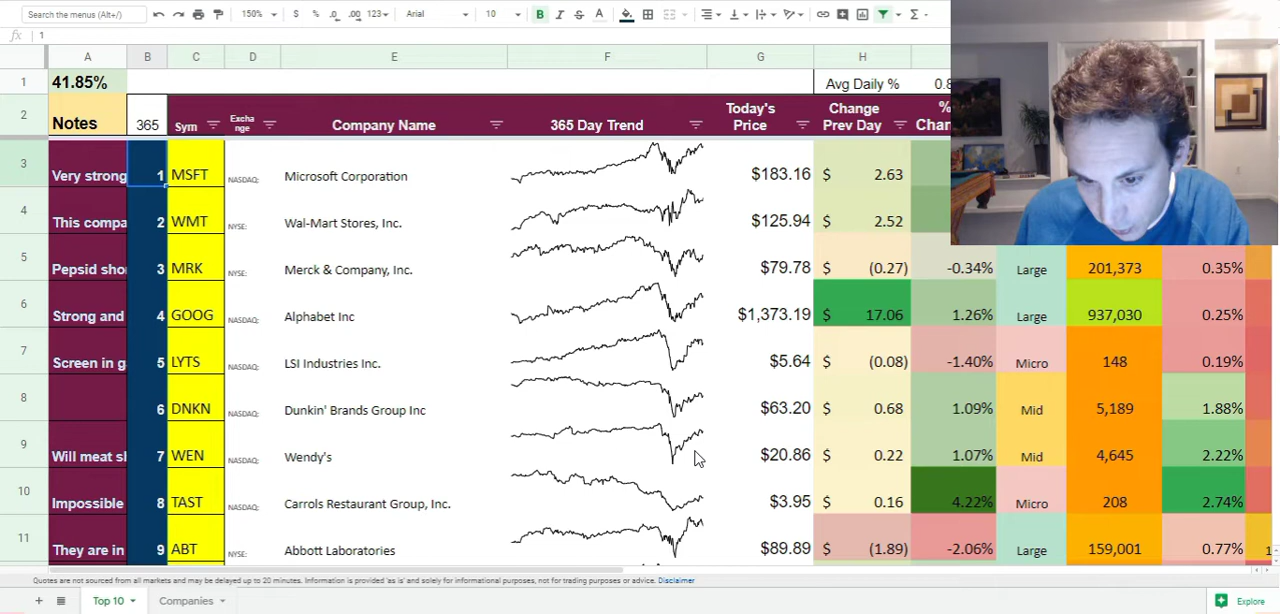 Search the menus (Alt+/) 150% $ % .0 .00 123 Arial 10 B I S A
fx 1
A B C D E F G H
1 41.85% Avg Daily % 0.8
2 Notes 365 Sym Excha nge Company Name 365 Day Trend Today's Price Change Prev Day % Chan
3 Very strong 1 MSFT NASDAQ: Microsoft Corporation $183.16 $ 2.63
4 This compa 2 WMT NYSE: Wal-Mart Stores, Inc. $125.94 $ 2.52
5 Pepsid sho 3 MRK NYSE: Merck & Company, Inc. $79.78 $ (0.27) -0.34% Large 201,373 0.35%
6 Strong and 4 GOOG NASDAQ: Alphabet Inc $1,373.19 $ 17.06 1.26% Large 937,030 0.25%
7 Screen in g 5 LYTS NASDAQ: LSI Industries Inc. $5.64 $ (0.08) -1.40% Micro 148 0.19%
8 6 DNKN NASDAQ: Dunkin' Brands Group Inc $63.20 $ 0.68 1.09% Mid 5,189 1.88%
9 Will meat sl 7 WEN NASDAQ: Wendy's $20.86 $ 0.22 1.07% Mid 4,645 2.22%
10 Impossible 8 TAST NASDAQ: Carrols Restaurant Group, Inc. $3.95 $ 0.16 4.22% Micro 208 2.74%
11 They are in 9 ABT NYSE: Abbott Laboratories $89.89 $ (1.89) -2.06% Large 159,001 0.77% 1
Quotes are not sourced from all markets and may be delayed up to 20 minutes. Information is provided 'as is' and solely for informational purposes, not for trading purposes or advice. Disclaimer
+ Top 10 Companies Explore